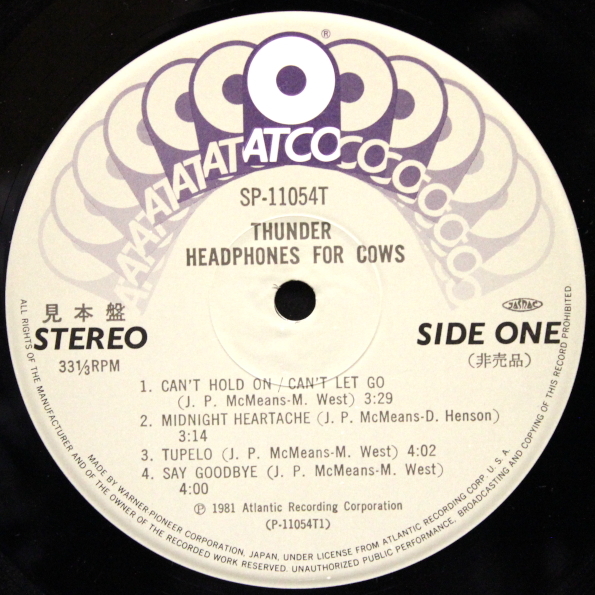 ®
ATCO
SP-11054T
THUNDER
HEADPHONES FOR COWS
見本盤
STEREO
33⅓RPM
JASRAC
SIDE ONE
(非売品)
1. CAN'T HOLD ON / CAN'T LET GO
(J. P. McMeans-M. West) 3:29
2. MIDNIGHT HEARTACHE (J. P. McMeans-D. Henson)
3:14
3. TUPELO (J. P. McMeans-M. West) 4:02
4. SAY GOODBYE (J. P. McMeans-M. West)
4:00
Ⓟ 1981 Atlantic Recording Corporation
(P-11054T1)
MADE BY WARNER-PIONEER CORPORATION, JAPAN, UNDER LICENSE FROM ATLANTIC RECORDING CORP. U. S. A.
ALL RIGHTS OF THE MANUFACTURER AND OF THE OWNER OF THE RECORDED WORK RESERVED. UNAUTHORIZED PUBLIC PERFORMANCE, BROADCASTING AND COPYING OF THIS RECORD PROHIBITED.